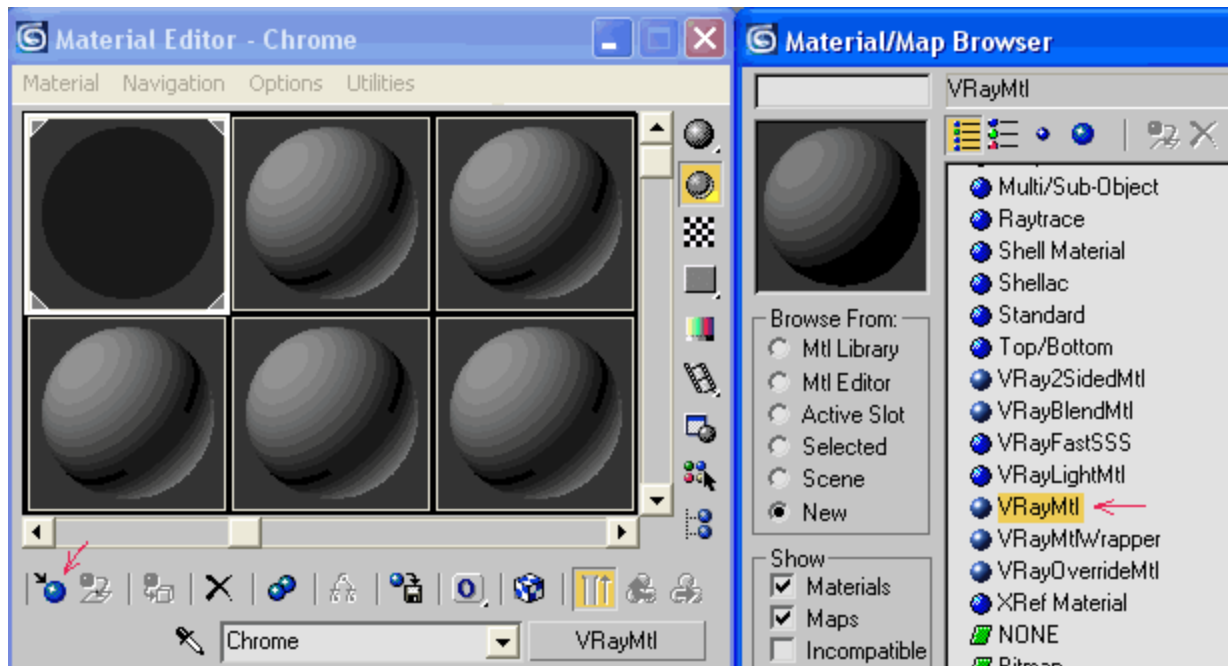 Material Editor - Chrome
Material Navigation Options Utilities
Chrome
VRayMtl
Material/Map Browser
VRayMtl
Browse From:
Mtl Library
Mtl Editor
Active Slot
Selected
Scene
New
Show
Materials
Maps
Incompatible
Multi/Sub-Object
Raytrace
Shell Material
Shellac
Standard
Top/Bottom
VRay2SidedMtl
VRayBlendMtl
VRayFastSSS
VRayLightMtl
VRayMtl
VRayMtlWrapper
VRayOverrideMtl
XRef Material
NONE
Bitmap